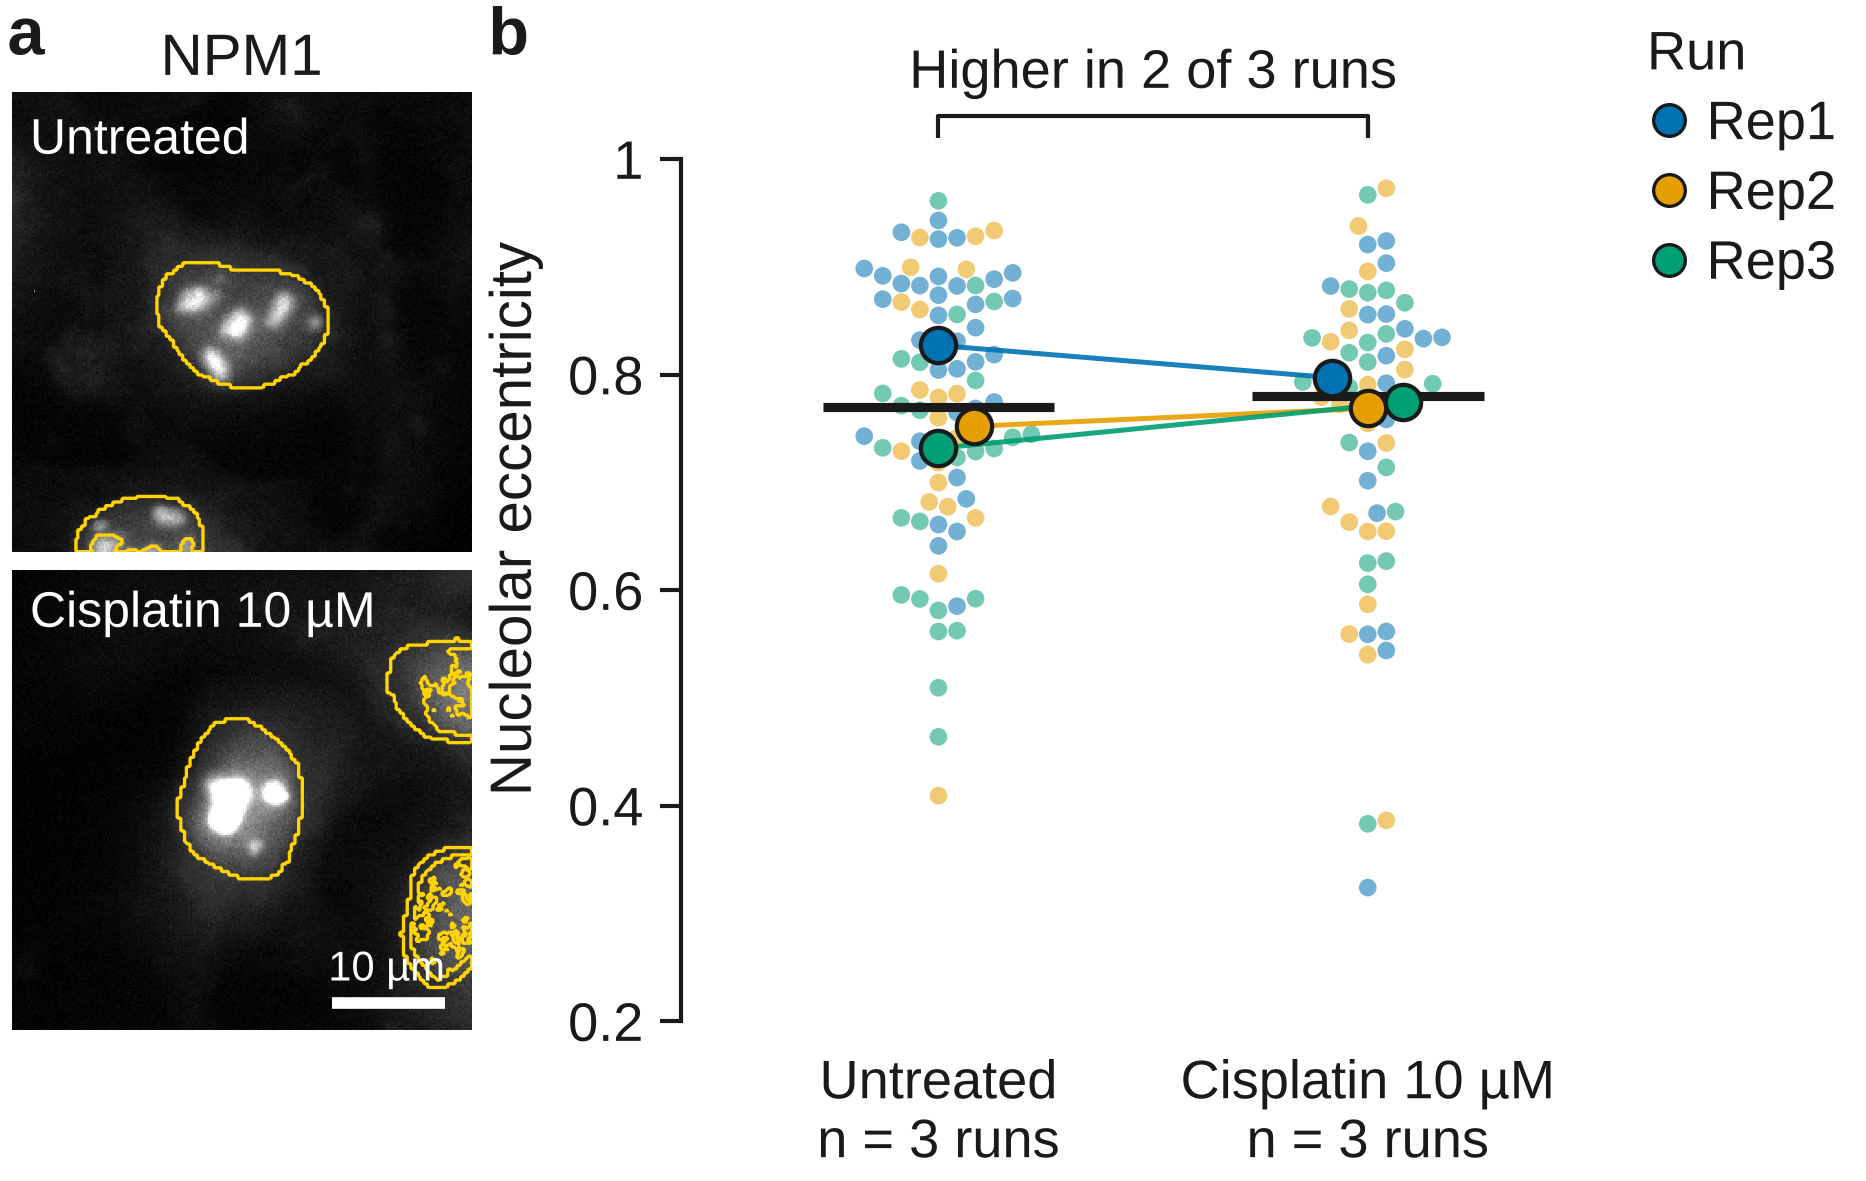 a
NPM1
Untreated
Cisplatin 10 µM
10 µm
b
Higher in 2 of 3 runs
Nucleolar eccentricity
1
0.8
0.6
0.4
0.2
Untreated
n = 3 runs
Cisplatin 10 µM
n = 3 runs
Run
Rep1
Rep2
Rep3